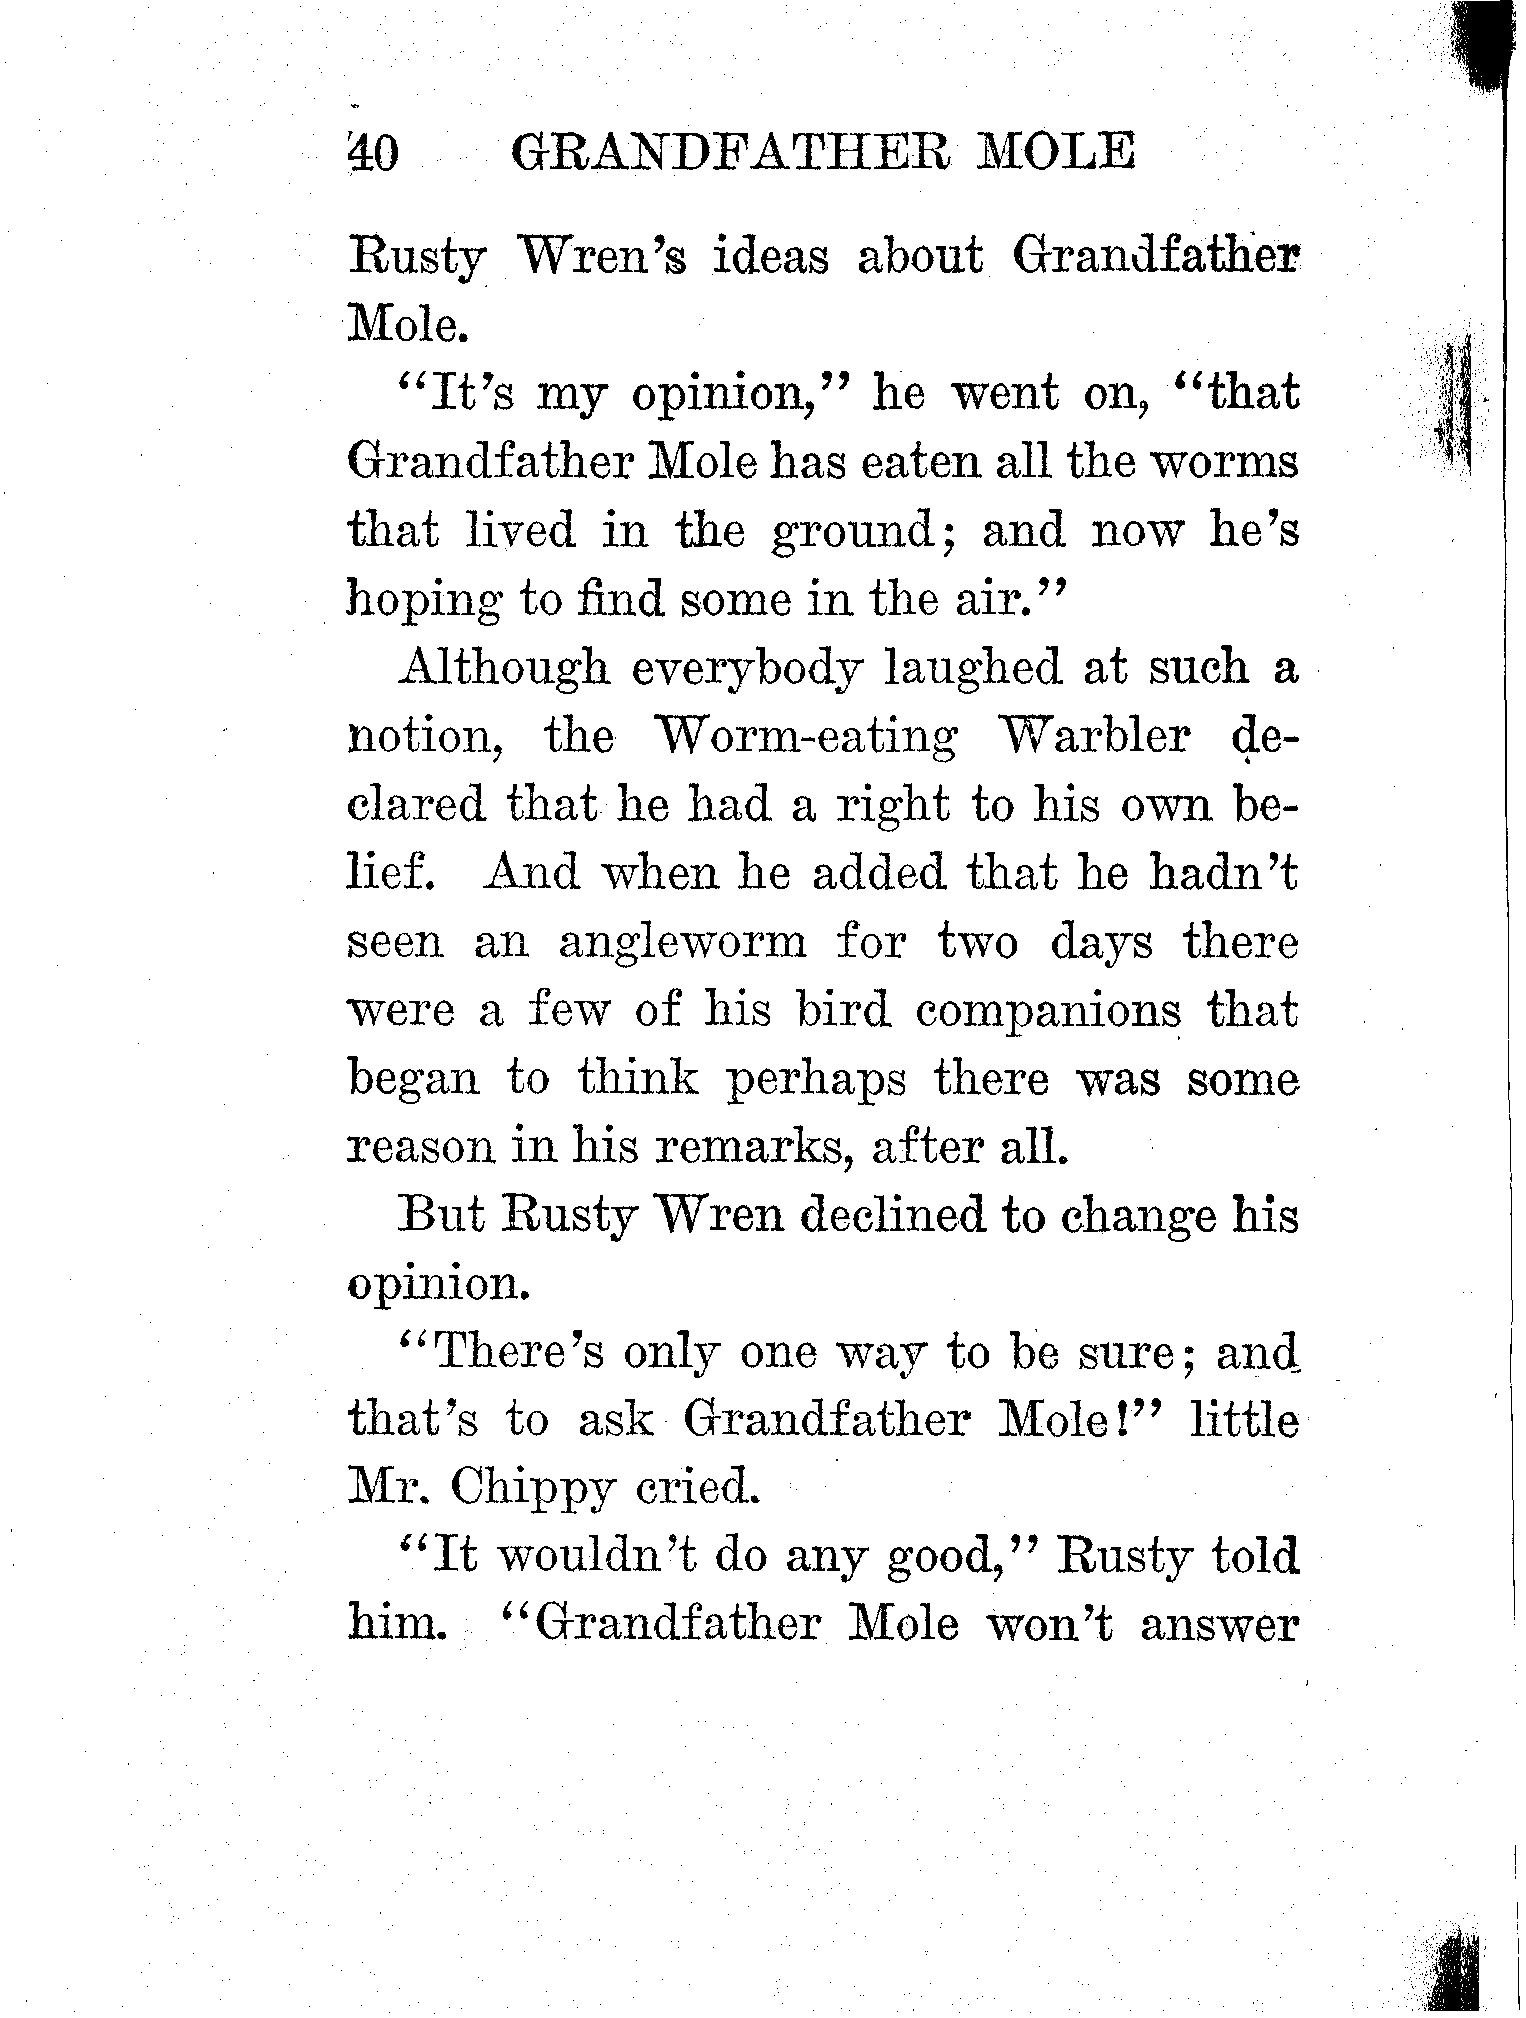 40 GRANDFATHER MOLE
Rusty Wren's ideas about Grandfather
Mole.
"It's my opinion," he went on, "that
Grandfather Mole has eaten all the worms
that lived in the ground; and now he's
hoping to find some in the air."
Although everybody laughed at such a
notion, the Worm-eating Warbler de-
clared that he had a right to his own be-
lief. And when he added that he hadn't
seen an angleworm for two days there
were a few of his bird companions that
began to think perhaps there was some
reason in his remarks, after all.
But Rusty Wren declined to change his
opinion.
"There's only one way to be sure; and
that's to ask Grandfather Mole!" little
Mr. Chippy cried.
"It wouldn't do any good," Rusty told
him. "Grandfather Mole won't answer